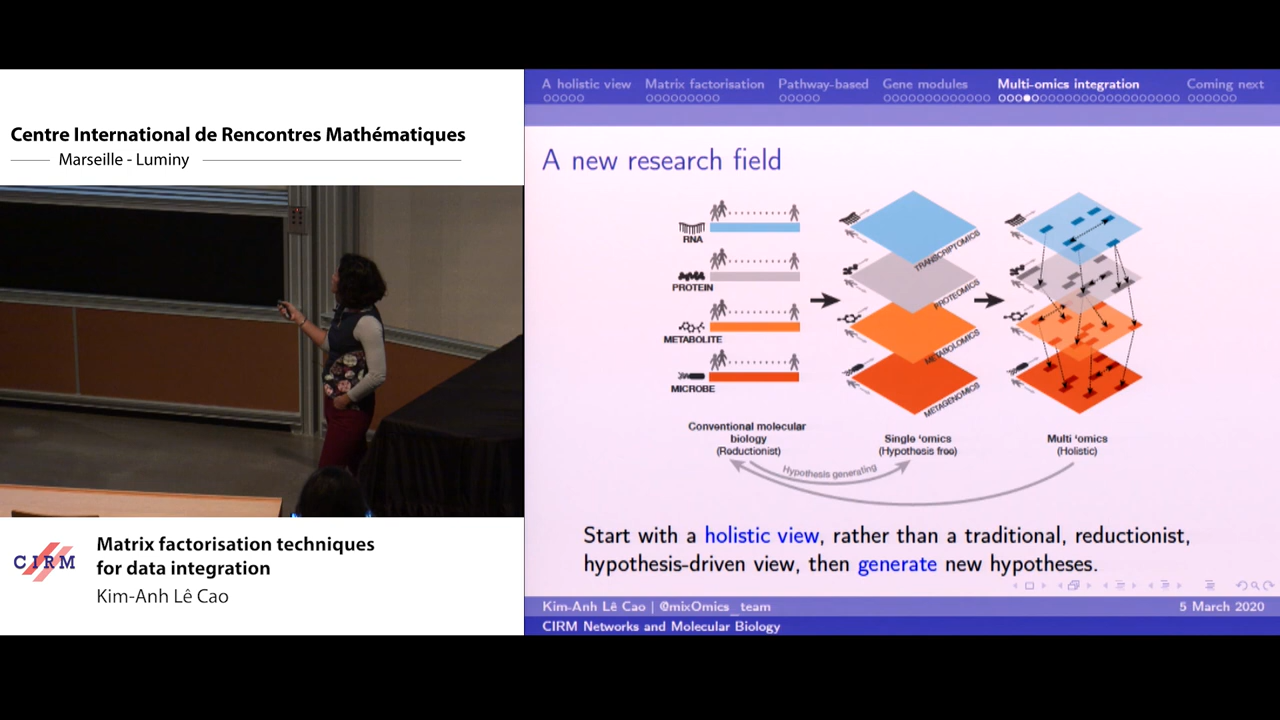 Centre International de Rencontres Mathématiques
Marseille - Luminy
CIRM
Matrix factorisation techniques
for data integration
Kim-Anh Lê Cao
A holistic view
Matrix factorisation
Pathway-based
Gene modules
Multi-omics integration
Coming next
A new research field
RNA
PROTEIN
METABOLITE
MICROBE
TRANSCRIPTOMICS
PROTEOMICS
METABOLOMICS
METAGENOMICS
Conventional molecular
biology
(Reductionist)
Single 'omics
(Hypothesis free)
Multi 'omics
(Holistic)
Hypothesis generating
Start with a holistic view, rather than a traditional, reductionist,
hypothesis-driven view, then generate new hypotheses.
Kim-Anh Lê Cao | @mixOmics_team
5 March 2020
CIRM Networks and Molecular Biology